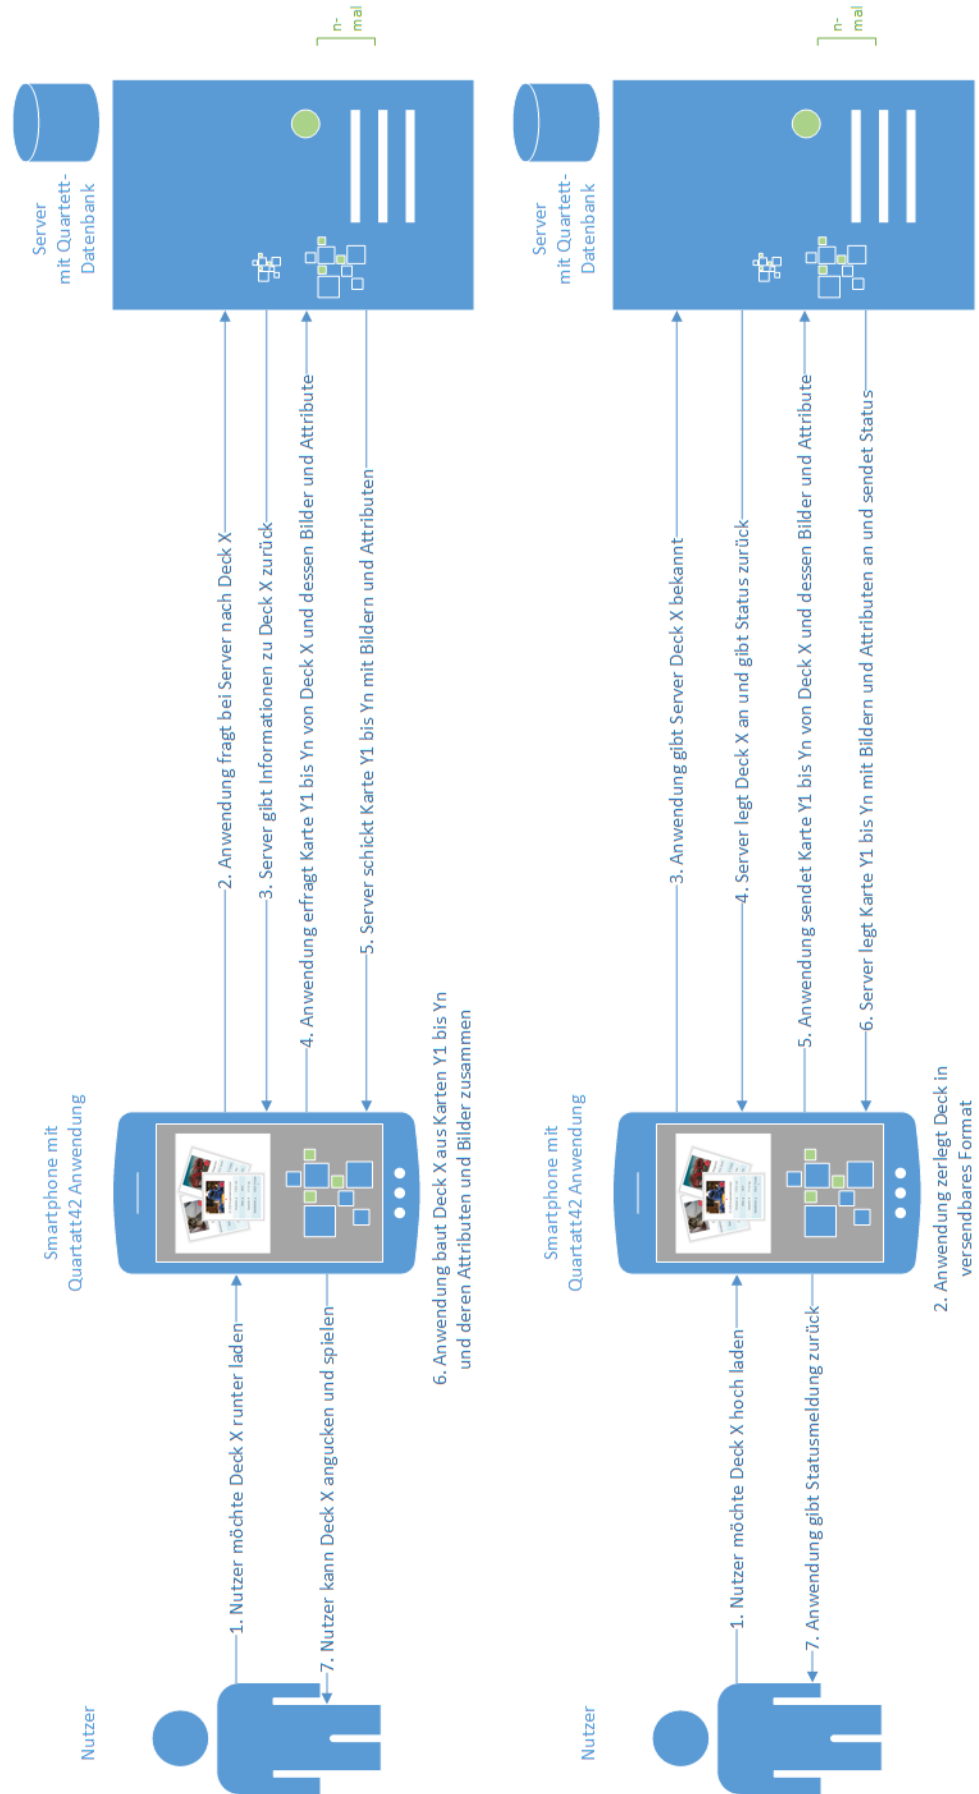 Nutzer
Smartphone mit
Quartatt42 Anwendung
Server
mit Quartett-
Datenbank
1. Nutzer möchte Deck X runter laden
2. Anwendung fragt bei Server nach Deck X
3. Server gibt Informationen zu Deck X zurück
4. Anwendung erfragt Karte Y1 bis Yn von Deck X und dessen Bilder und Attribute
5. Server schickt Karte Y1 bis Yn mit Bildern und Attributen
n-
mal
6. Anwendung baut Deck X aus Karten Y1 bis Yn
und deren Attributen und Bilder zusammen
7. Nutzer kann Deck X angucken und spielen
Nutzer
Smartphone mit
Quartatt42 Anwendung
Server
mit Quartett-
Datenbank
1. Nutzer möchte Deck X hoch laden
2. Anwendung zerlegt Deck in
versendbares Format
3. Anwendung gibt Server Deck X bekannt
4. Server legt Deck X an und gibt Status zurück
5. Anwendung sendet Karte Y1 bis Yn von Deck X und dessen Bilder und Attribute
6. Server legt Karte Y1 bis Yn mit Bildern und Attributen an und sendet Status
n-
mal
7. Anwendung gibt Statusmeldung zurück